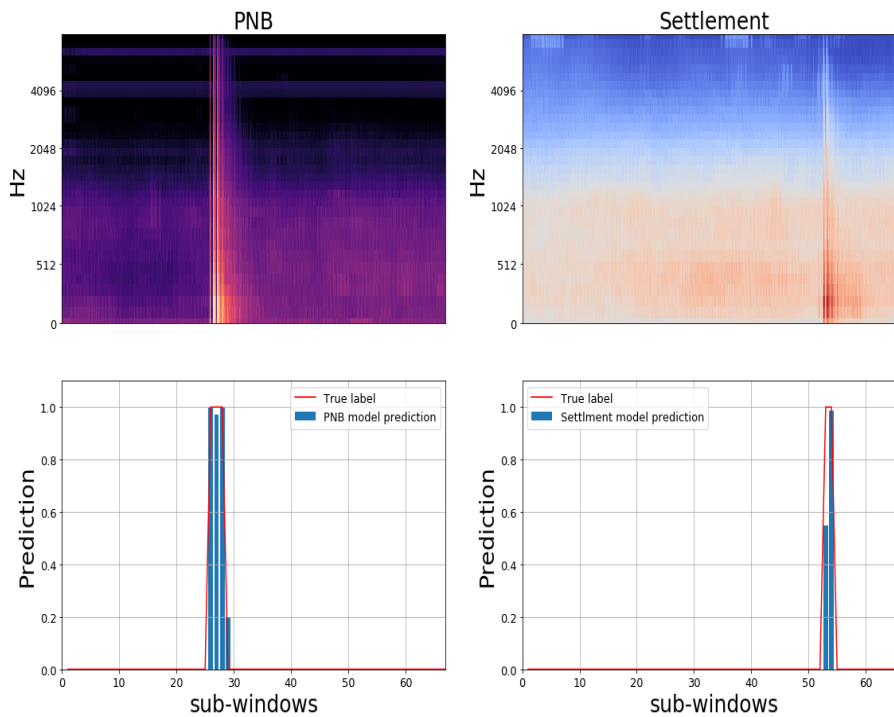 PNB
Hz
4096
2048
1024
512
0
Settlement
Hz
4096
2048
1024
512
0
Prediction
1.0
0.8
0.6
0.4
0.2
0.0
True label
PNB model prediction
0 10 20 30 40 50 60
sub-windows
Prediction
1.0
0.8
0.6
0.4
0.2
0.0
True label
Settlment model prediction
0 10 20 30 40 50 60
sub-windows